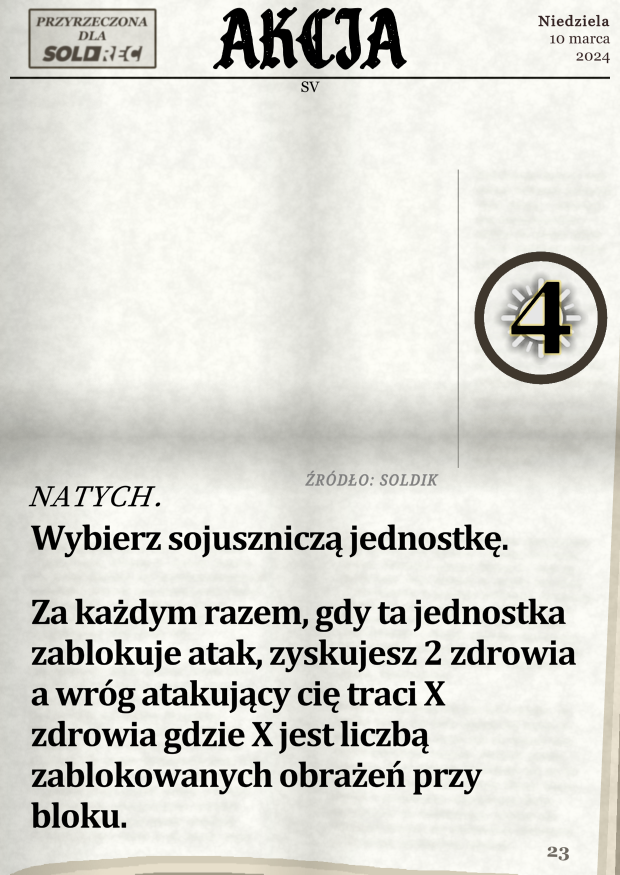 PRZYRZECZONA
DLA
SOLDREC
AKCJA
Niedziela
10 marca
2024
SV
4
ŹRÓDŁO: SOLDIK
NATYCH.
Wybierz sojuszniczą jednostkę.
Za każdym razem, gdy ta jednostka
zablokuje atak, zyskujesz 2 zdrowia
a wróg atakujący cię traci X
zdrowia gdzie X jest liczbą
zablokowanych obrażeń przy
bloku.
23